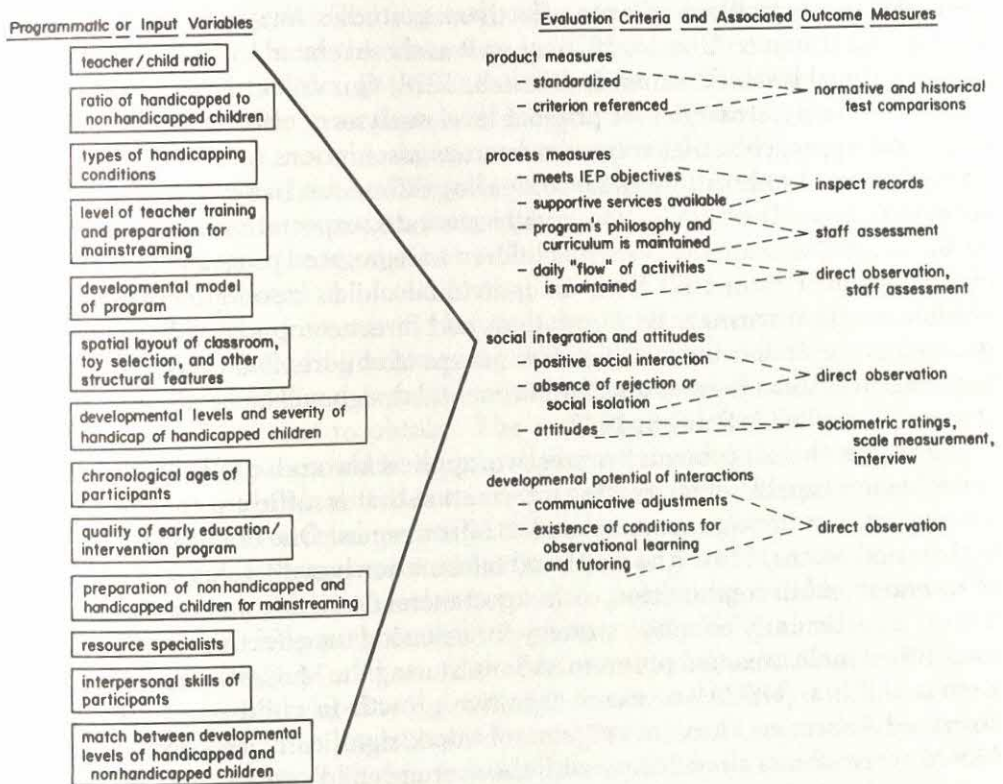 Programmatic or Input Variables
teacher/child ratio
ratio of handicapped to
nonhandicapped children
types of handicapping
conditions
level of teacher training
and preparation for
mainstreaming
developmental model
of program
spatial layout of classroom,
toy selection, and other
structural features
developmental levels and severity of
handicap of handicapped children
chronological ages of
participants
quality of early education/
intervention program
preparation of nonhandicapped and
handicapped children for mainstreaming
resource specialists
interpersonal skills of
participants
match between developmental
levels of handicapped and
nonhandicapped children
Evaluation Criteria and Associated Outcome Measures
product measures
- standardized
- criterion referenced
normative and historical
test comparisons
process measures
- meets IEP objectives
- supportive services available
- program's philosophy and
curriculum is maintained
- daily "flow" of activities
is maintained
inspect records
staff assessment
direct observation,
staff assessment
social integration and attitudes
- positive social interaction
- absence of rejection or
social isolation
- attitudes
direct observation
sociometric ratings,
scale measurement,
interview
developmental potential of interactions
- communicative adjustments
- existence of conditions for
observational learning
and tutoring
direct observation